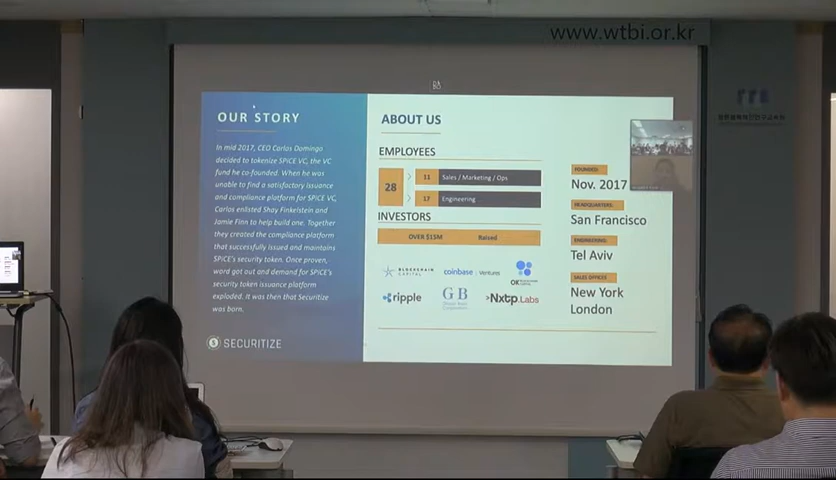 www.wtbi.or.kr
OUR STORY
In mid 2017, CEO Carlos Domingo
decided to tokenize SPiCE VC, the VC
fund he co-founded. When he was
unable to find a satisfactory issuance
and compliance platform for SPiCE VC,
Carlos enlisted Shay Finkelstein and
Jamie Finn to help build one. Together
they created the compliance platform
that successfully issued and maintains
SPiCE's security token. Once proven,
word got out and demand for SPiCE's
security token issuance platform
exploded. It was then that Securitize
was born.
S SECURITIZE
ABOUT US
EMPLOYEES
28
11 Sales / Marketing / Ops
17 Engineering
INVESTORS
OVER $13M Raised
BLOCKCHAIN
CAPITAL
coinbase | Ventures
OK
ripple
GB
Nxtp.Labs
FOUNDED:
Nov. 2017
HEADQUARTERS:
San Francisco
ENGINEERING:
Tel Aviv
SALES OFFICES:
New York
London